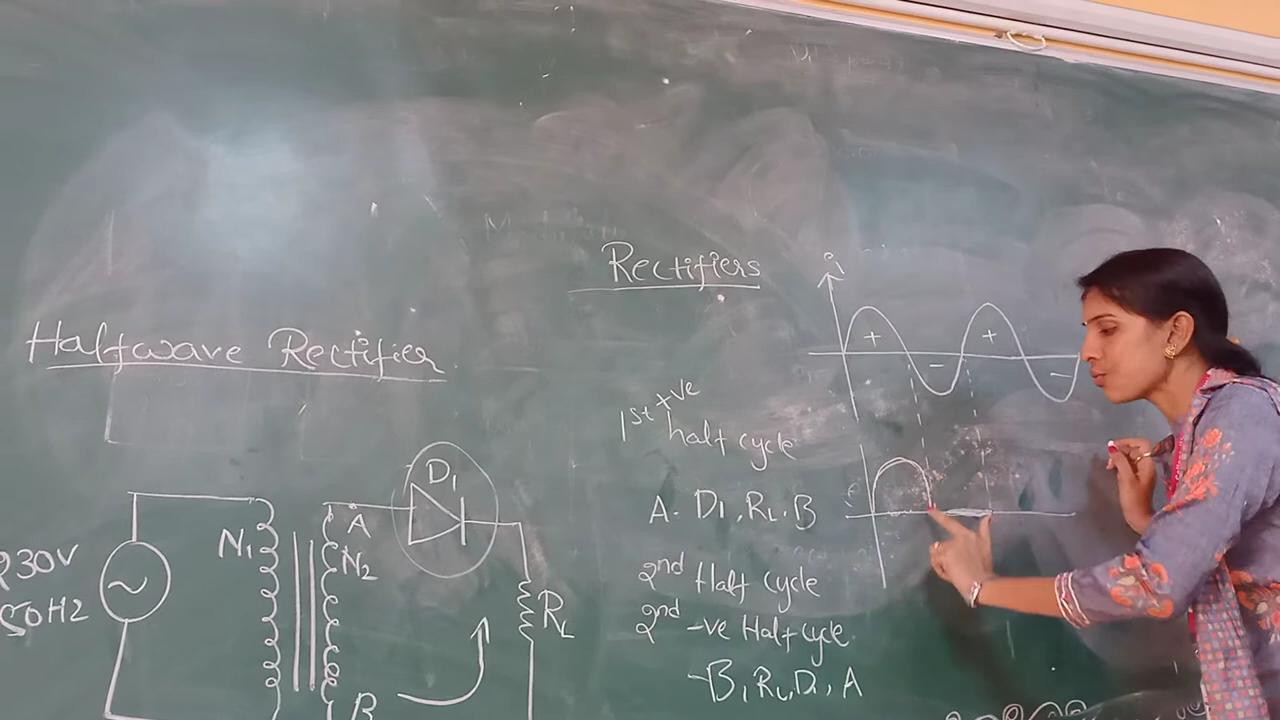 Rectifiers
Halfwave Rectifier
+ - + -
1st +ve
half cycle
A. D1, RL. B
2nd Half cycle
2nd -ve Half cycle
-B, RL, D1, A
D1
A
N1
N2
230V
50HZ
RL
B